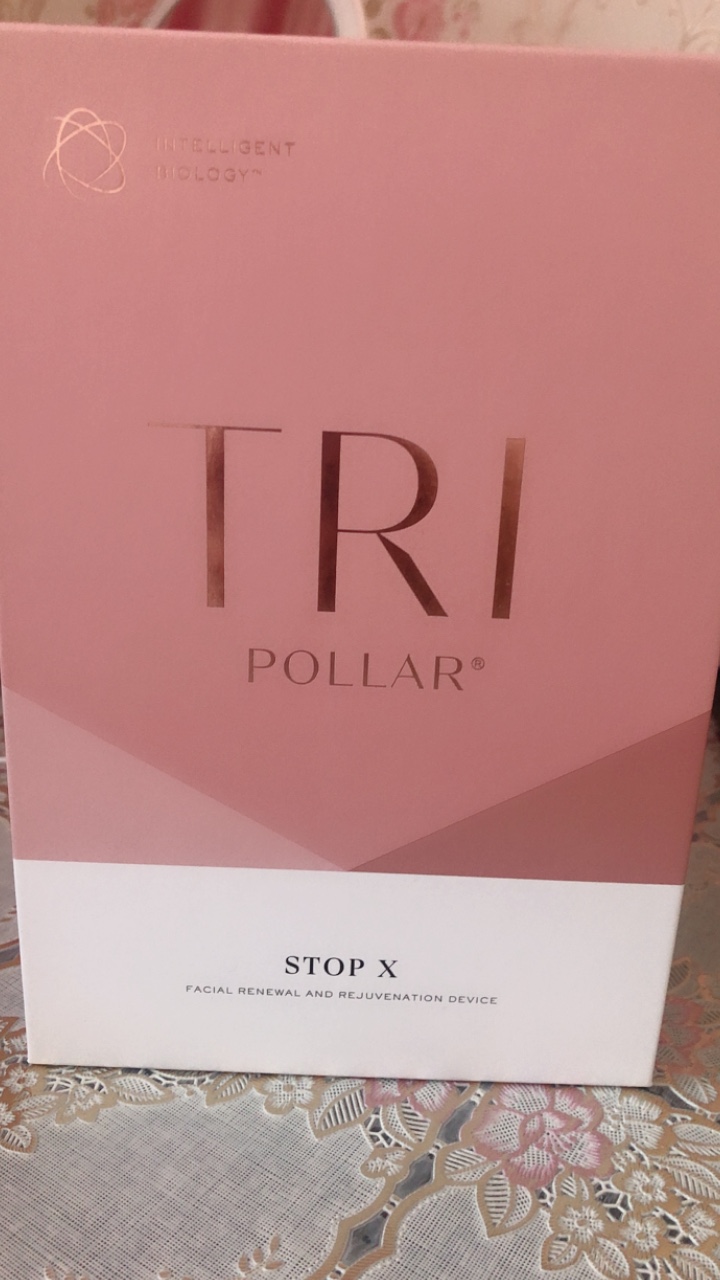 INTELLIGENT
BIOLOGY™
TRI
POLLAR®
STOP X
FACIAL RENEWAL AND REJUVENATION DEVICE